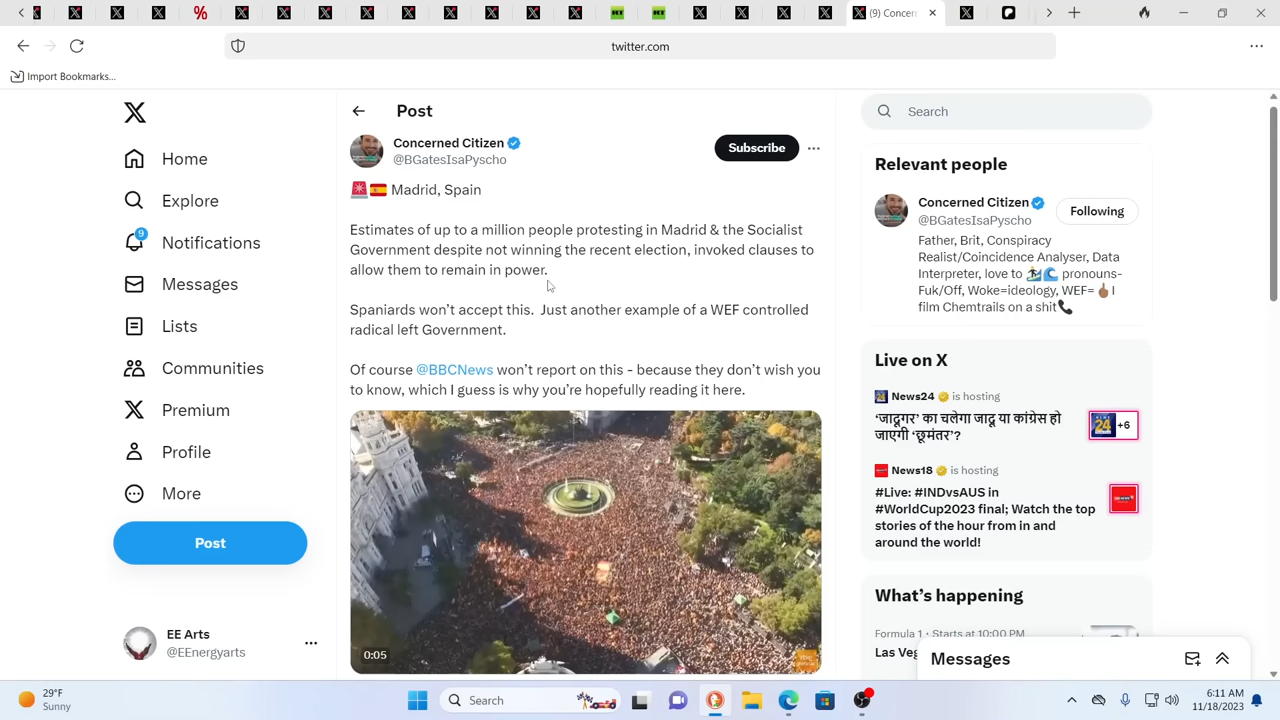 (9) Concern
twitter.com
Import Bookmarks...
Home
Explore
9
Notifications
Messages
Lists
Communities
Premium
Profile
More
Post
EE Arts
@EEnergyarts
Post
Concerned Citizen
@BGatesIsaPyscho
Subscribe
🚨🇪🇸 Madrid, Spain
Estimates of up to a million people protesting in Madrid & the Socialist
Government despite not winning the recent election, invoked clauses to
allow them to remain in power.
Spaniards won’t accept this.  Just another example of a WEF controlled
radical left Government.
Of course @BBCNews won’t report on this - because they don’t wish you
to know, which I guess is why you’re hopefully reading it here.
0:05
Search
Relevant people
Concerned Citizen
@BGatesIsaPyscho
Following
Father, Brit, Conspiracy
Realist/Coincidence Analyser, Data
Interpreter, love to 🏄🏽‍♂️🌊 pronouns-
Fuk/Off, Woke=ideology, WEF=🖕🏽I
film Chemtrails on a shit📞
Live on X
News24 is hosting
‘जादूगर’ का चलेगा जादू या कांग्रेस हो
जाएगी ‘छूमंतर’?
24 +6
News18 is hosting
#Live: #INDvsAUS in
#WorldCup2023 final; Watch the top
stories of the hour from in and
around the world!
What’s happening
Formula 1 · Starts at 10:00 PM
Las Veg
Messages
29°F
Sunny
Search
6:11 AM
11/18/2023